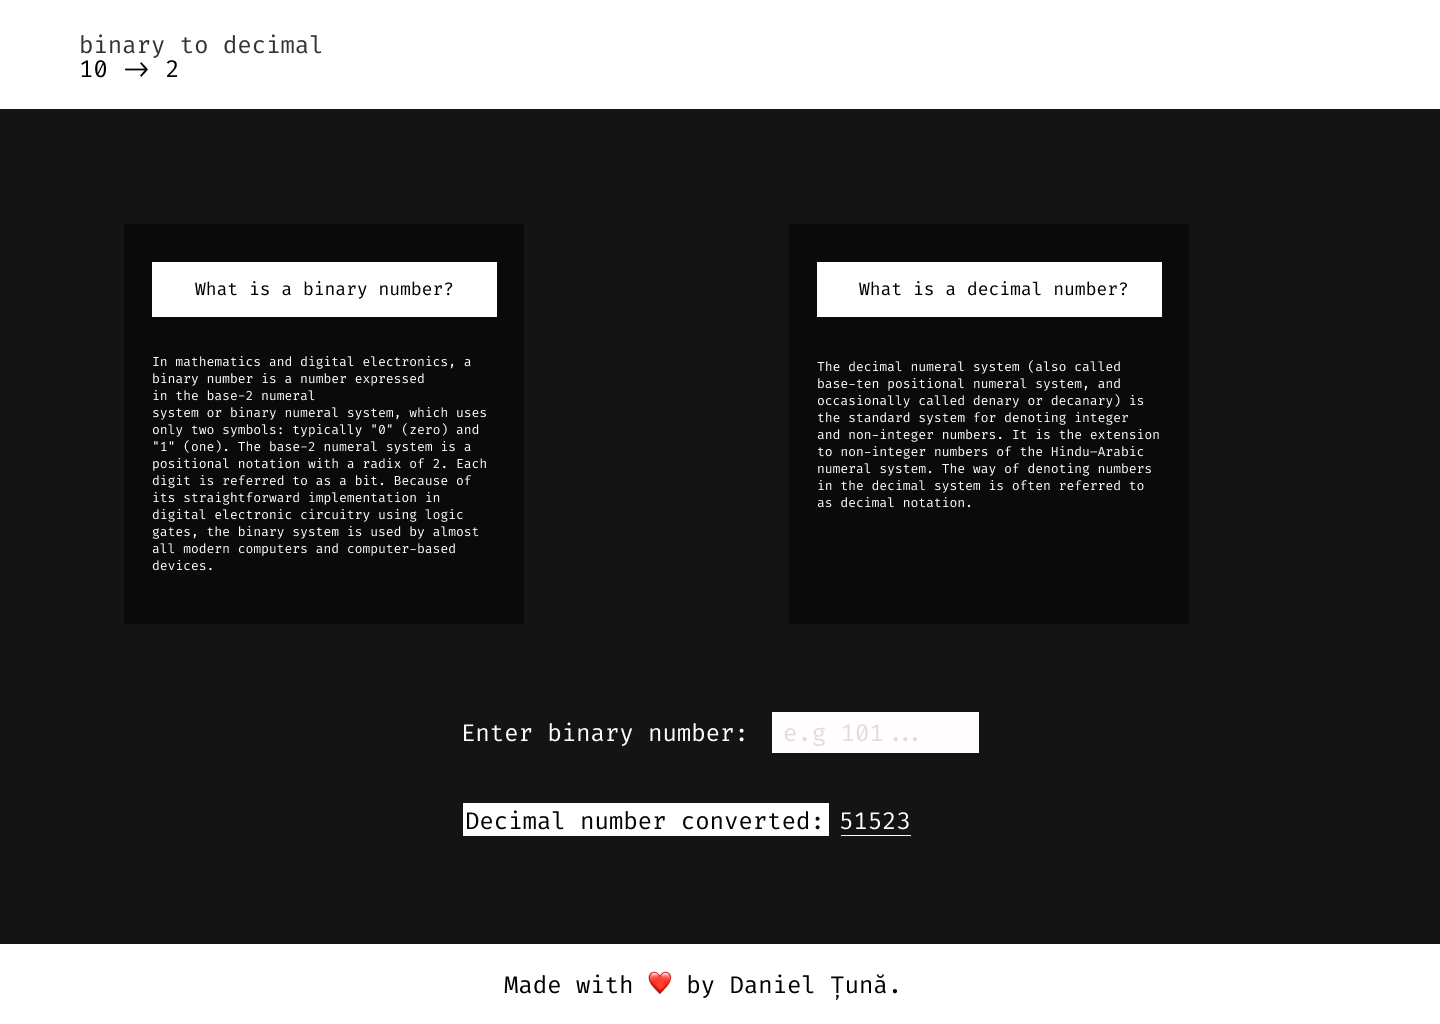 binary to decimal
10 -> 2
What is a binary number?
In mathematics and digital electronics, a
binary number is a number expressed
in the base-2 numeral
system or binary numeral system, which uses
only two symbols: typically "0" (zero) and
"1" (one). The base-2 numeral system is a
positional notation with a radix of 2. Each
digit is referred to as a bit. Because of
its straightforward implementation in
digital electronic circuitry using logic
gates, the binary system is used by almost
all modern computers and computer-based
devices.
What is a decimal number?
The decimal numeral system (also called
base-ten positional numeral system, and
occasionally called denary or decanary) is
the standard system for denoting integer
and non-integer numbers. It is the extension
to non-integer numbers of the Hindu–Arabic
numeral system. The way of denoting numbers
in the decimal system is often referred to
as decimal notation.
Enter binary number: e.g 101...
Decimal number converted: 51523
Made with ❤️ by Daniel Țună.